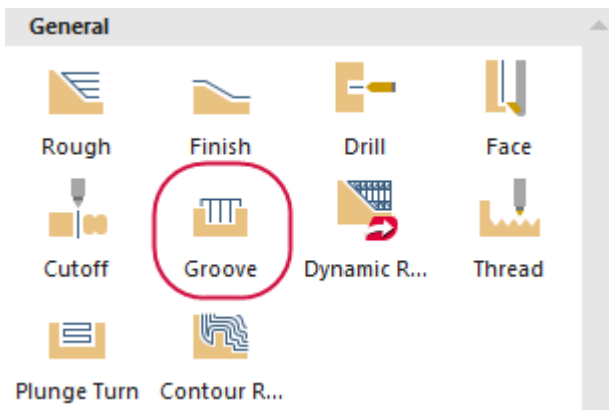 General
Rough Finish Drill Face
Cutoff Groove Dynamic R... Thread
Plunge Turn Contour R...